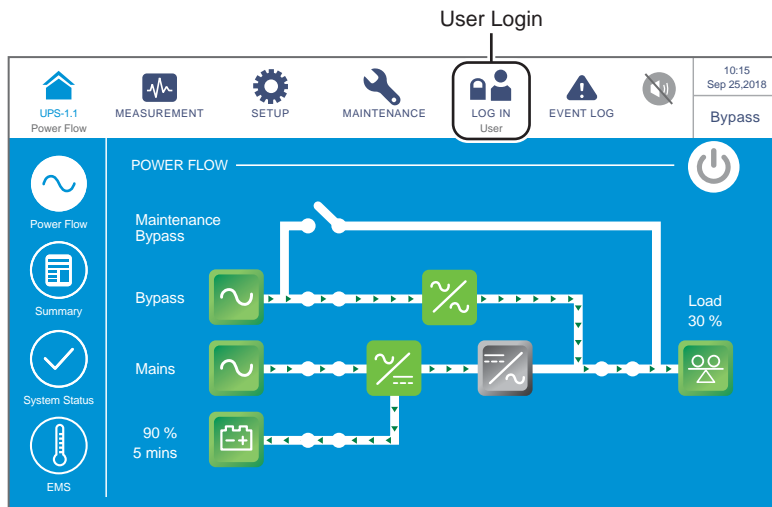 User Login
UPS-1.1
Power Flow
MEASUREMENT
SETUP
MAINTENANCE
LOG IN
User
EVENT LOG
10:15
Sep 25,2018
Bypass
POWER FLOW
Power Flow
Summary
System Status
EMS
Maintenance
Bypass
Bypass
Mains
90 %
5 mins
Load
30 %